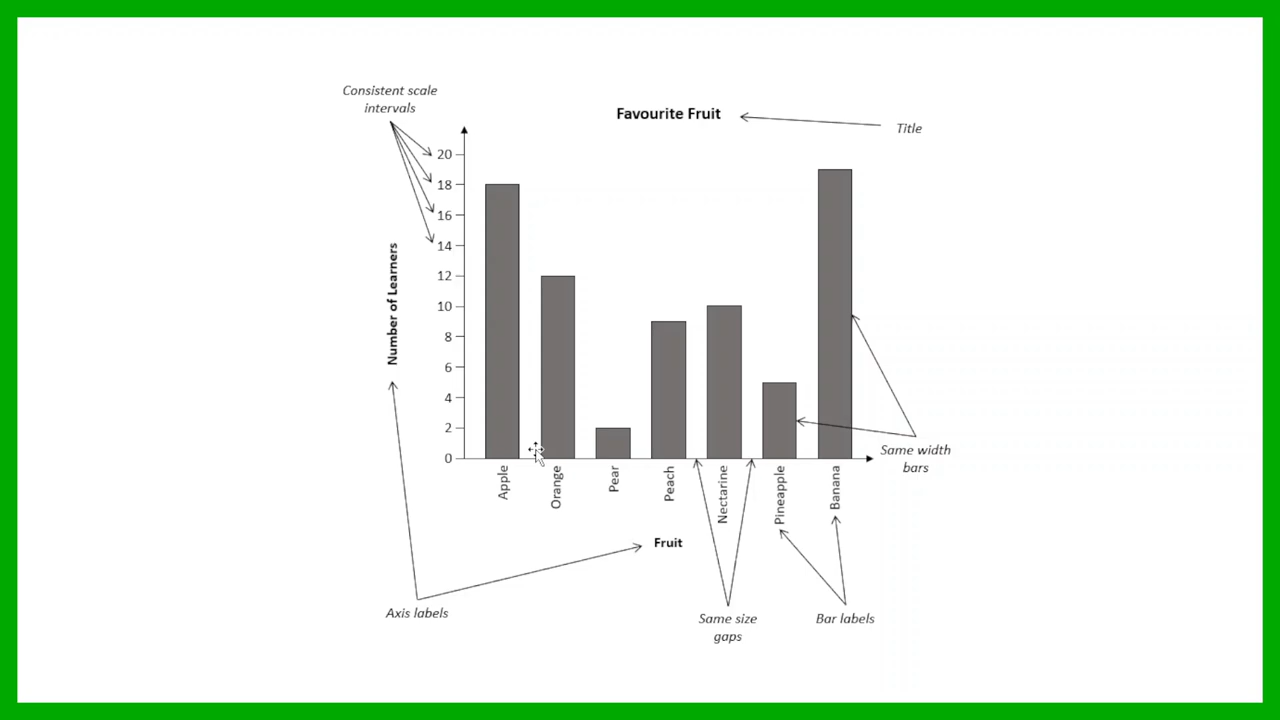 Consistent scale
intervals
Favourite Fruit
Title
20
18
16
14
12
10
8
6
4
2
0
Number of Learners
Apple
Orange
Pear
Peach
Nectarine
Pineapple
Banana
Same width
bars
Fruit
Axis labels
Same size
gaps
Bar labels